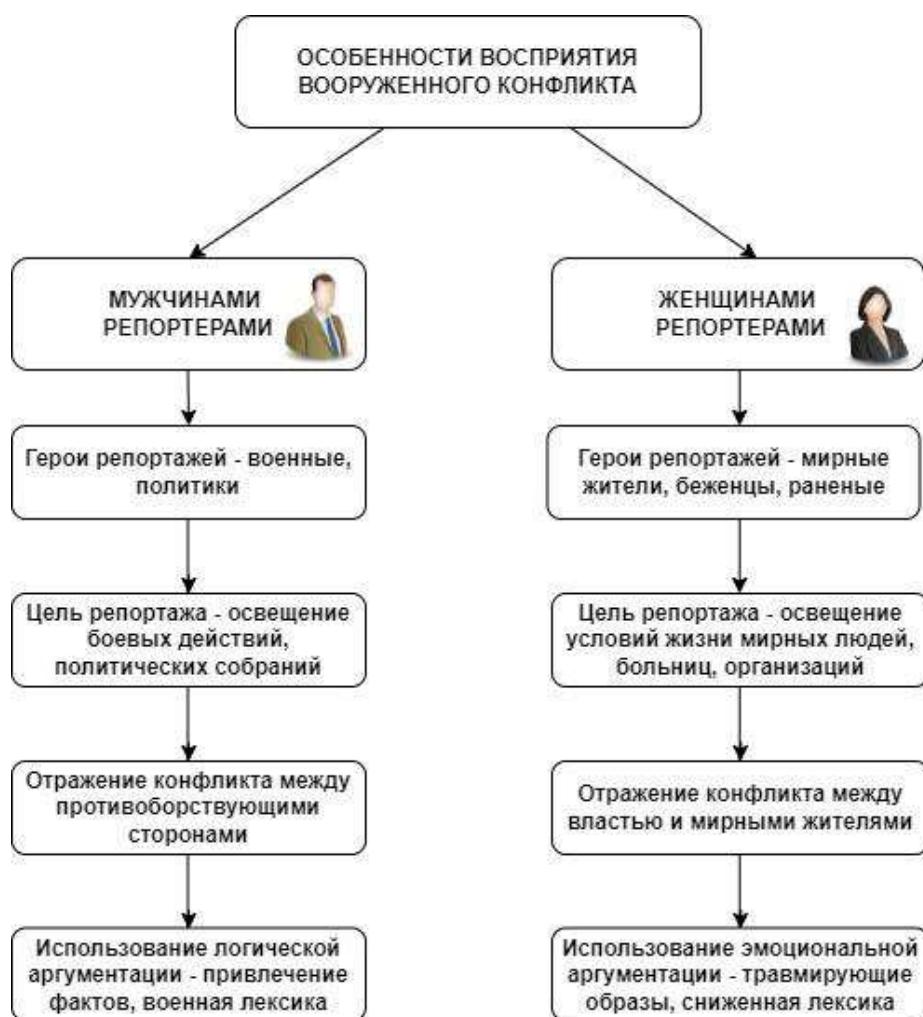 ОСОБЕННОСТИ ВОСПРИЯТИЯ
ВООРУЖЕННОГО КОНФЛИКТА
МУЖЧИНАМИ
РЕПОРТЕРАМИ
Герои репортажей - военные,
политики
Цель репортажа - освещение
боевых действий,
политических собраний
Отражение конфликта между
противоборствующими
сторонами
Использование логической
аргументации - привлечение
фактов, военная лексика
ЖЕНЩИНАМИ
РЕПОРТЕРАМИ
Герои репортажей - мирные
жители, беженцы, раненые
Цель репортажа - освещение
условий жизни мирных людей,
больниц, организаций
Отражение конфликта между
властью и мирными жителями
Использование эмоциональной
аргументации - травмирующие
образы, сниженная лексика